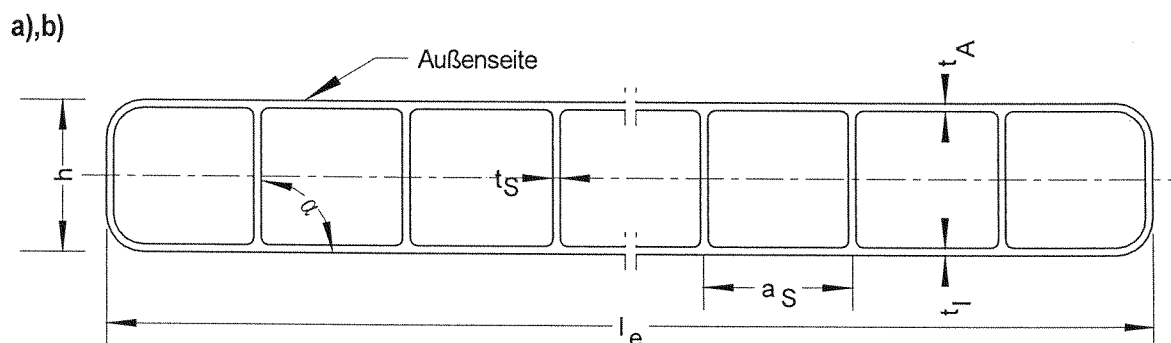 a),b)
Außenseite
t_A
h
α
t_S
a_S
t_I
l_e